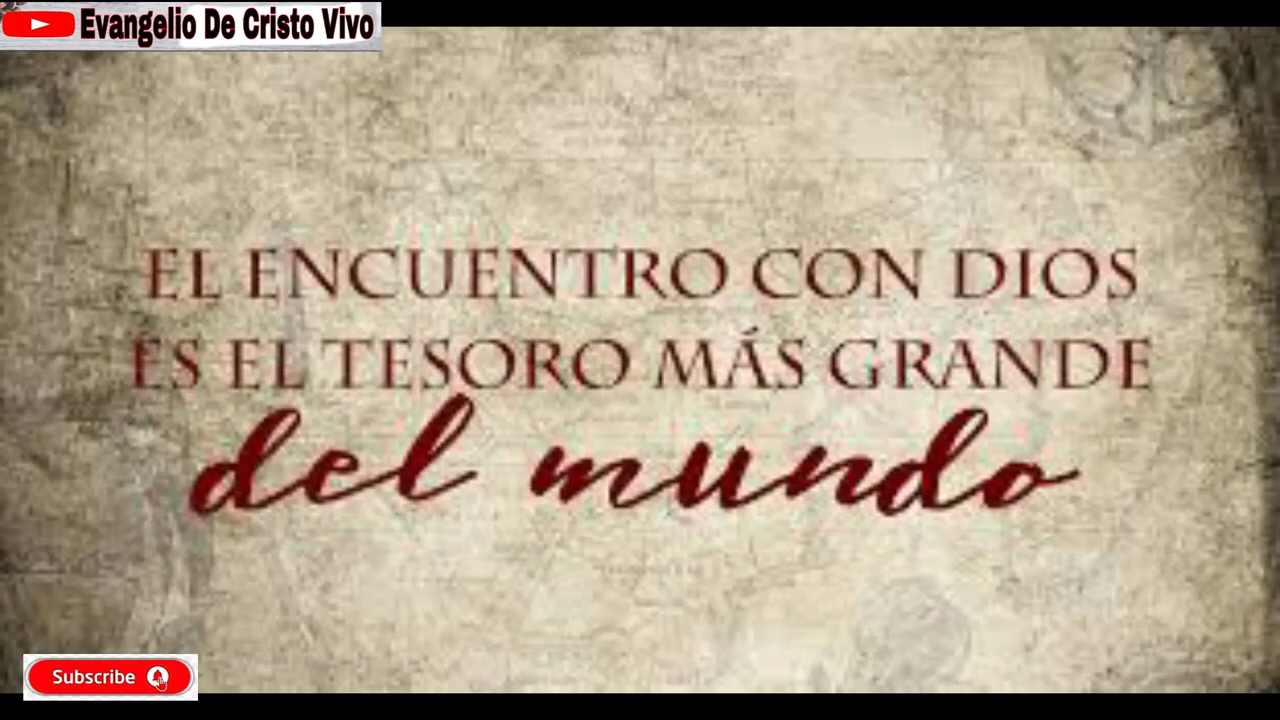 Evangelio De Cristo Vivo
EL ENCUENTRO CON DIOS
ES EL TESORO MÁS GRANDE
del mundo
Subscribe